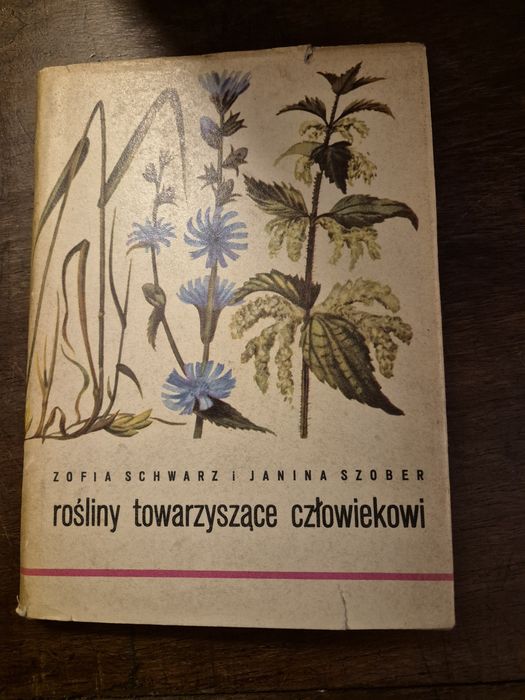 ZOFIA SCHWARZ i JANINA SZOBER
rośliny towarzyszące człowiekowi